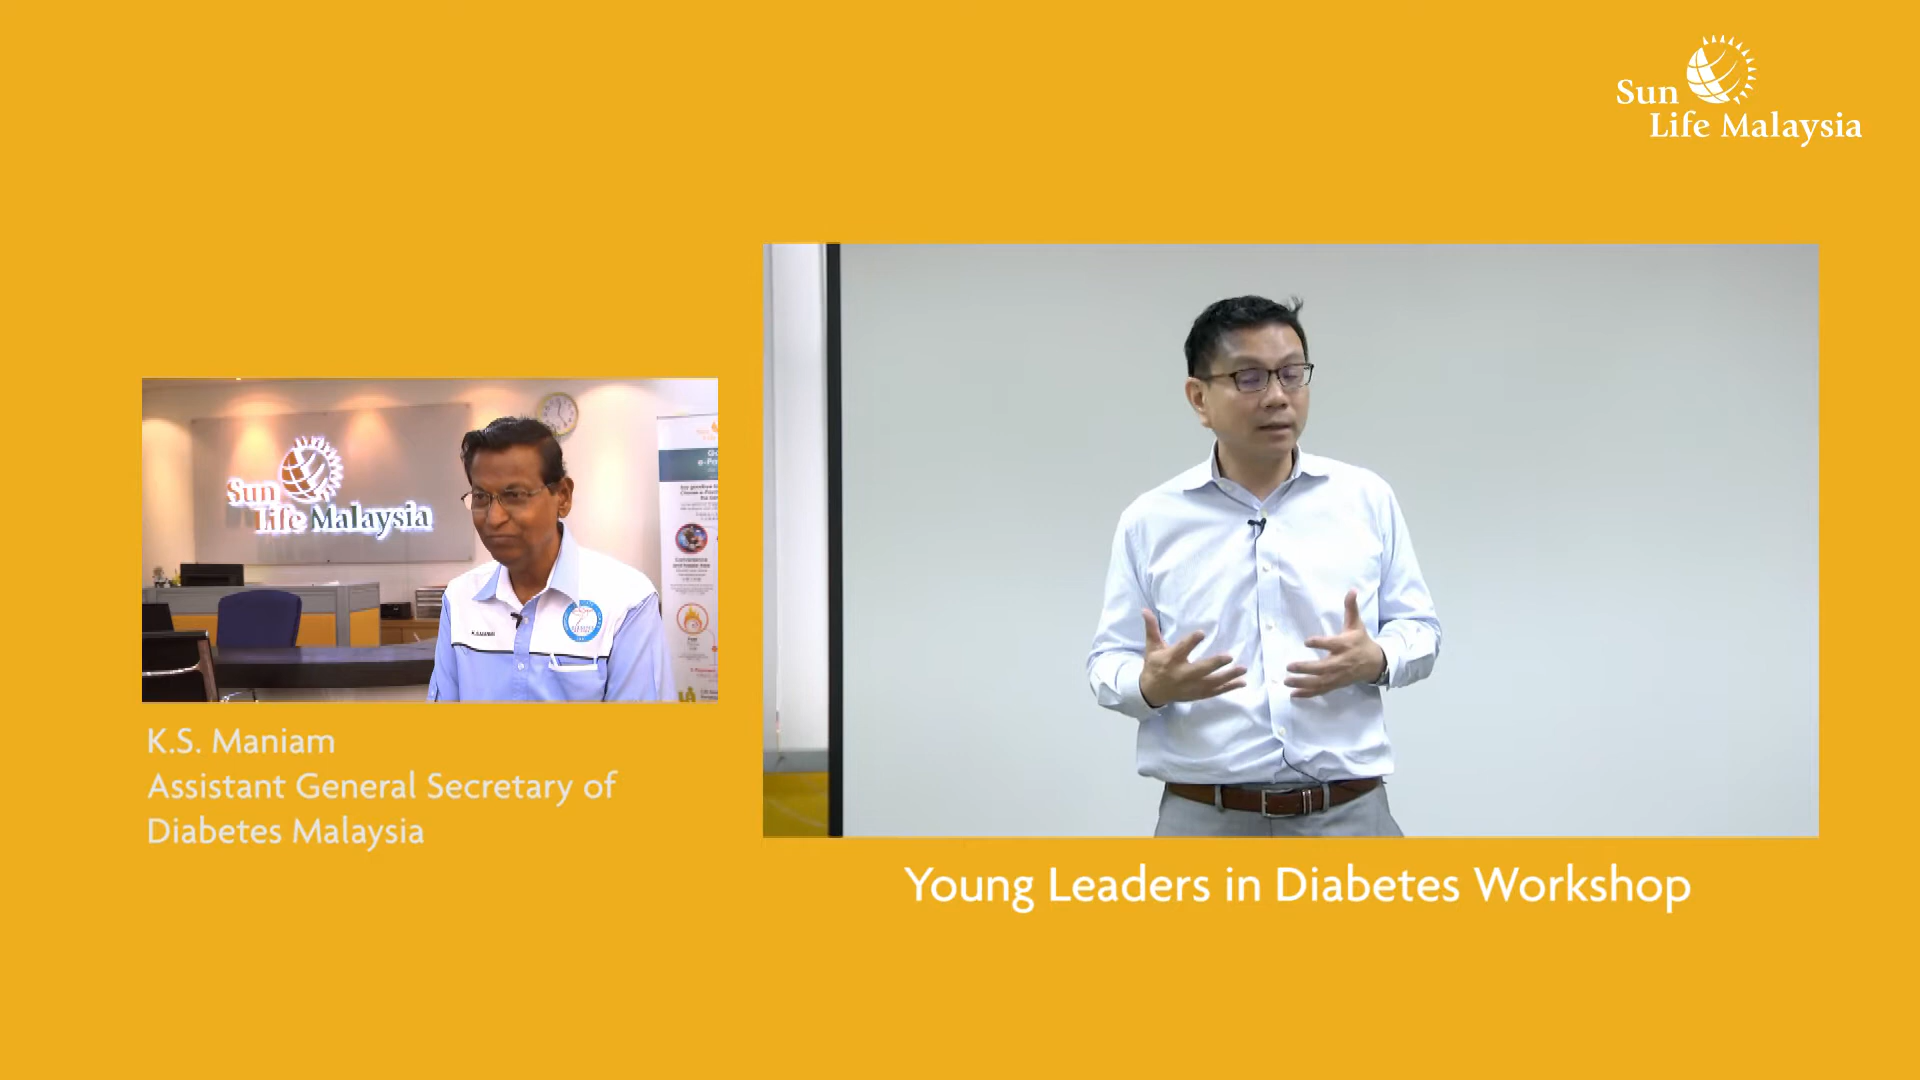 Sun
Life Malaysia
Sun
Life Malaysia
K.S. Maniam
Assistant General Secretary of
Diabetes Malaysia
Young Leaders in Diabetes Workshop